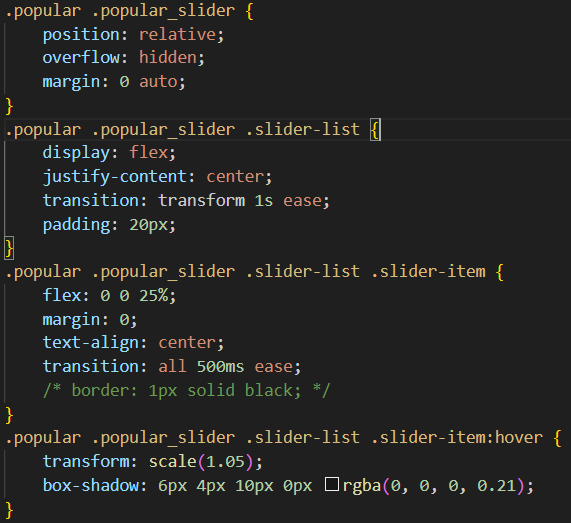 .popular .popular_slider {
position: relative;
overflow: hidden;
margin: 0 auto;
}
.popular .popular_slider .slider-list {
display: flex;
justify-content: center;
transition: transform 1s ease;
padding: 20px;
}
.popular .popular_slider .slider-list .slider-item {
flex: 0 0 25%;
margin: 0;
text-align: center;
transition: all 500ms ease;
/* border: 1px solid black; */
}
.popular .popular_slider .slider-list .slider-item:hover {
transform: scale(1.05);
box-shadow: 6px 4px 10px 0px rgba(0, 0, 0, 0.21);
}